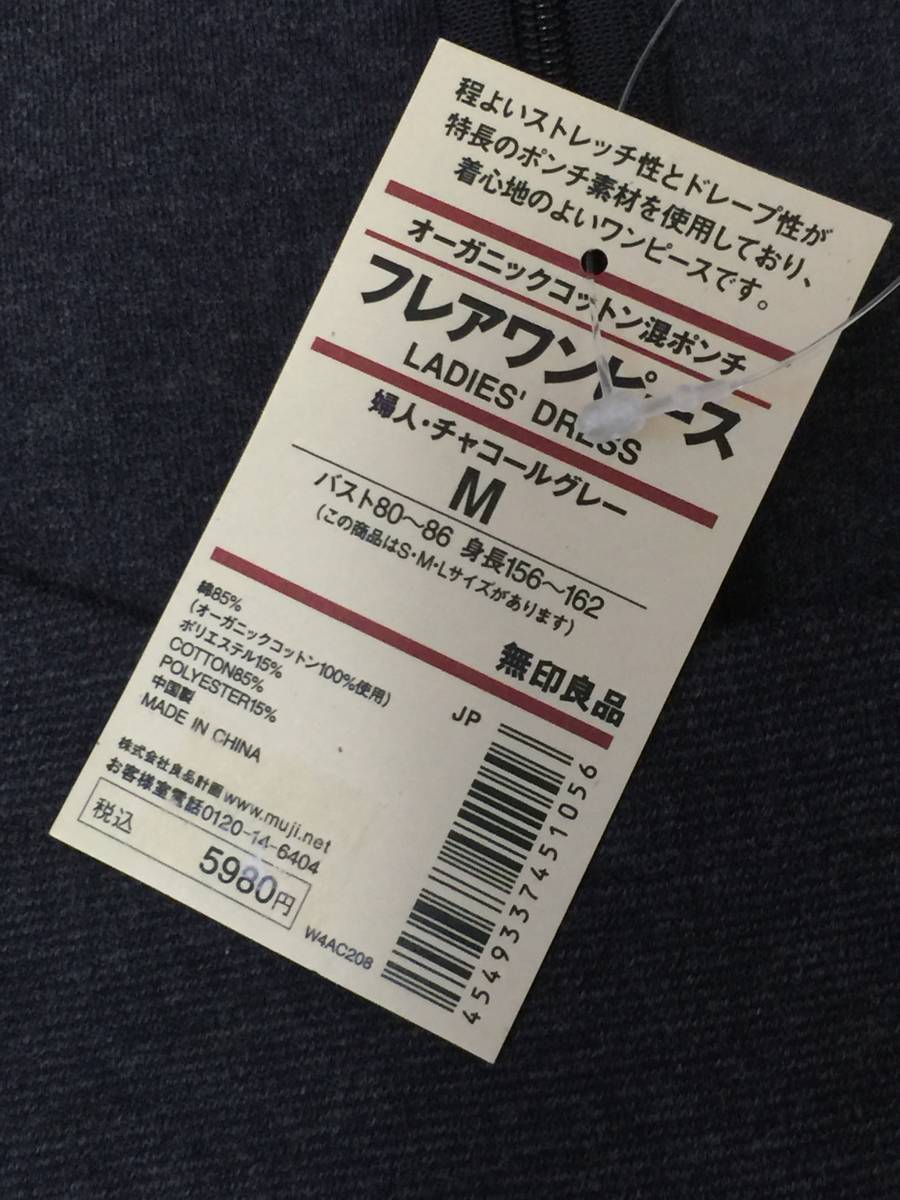 程よいストレッチ性とドレープ性が
特長のポンチ素材を使用しており、
着心地のよいワンピースです。
オーガニックコットン混ポンチ
フレアワンピース
LADIES' DRESS
婦人・チャコールグレー
M
バスト80〜86 身長156〜162
(この商品はS・M・Lサイズがあります)
無印良品
綿85%
(オーガニックコットン100%使用)
ポリエステル15%
COTTON85%
POLYESTER15%
中国製
MADE IN CHINA
株式会社良品計画 www.muji.net
お客様室電話0120-14-6404
税込
5980円
W4AC208
JP
4549337451056